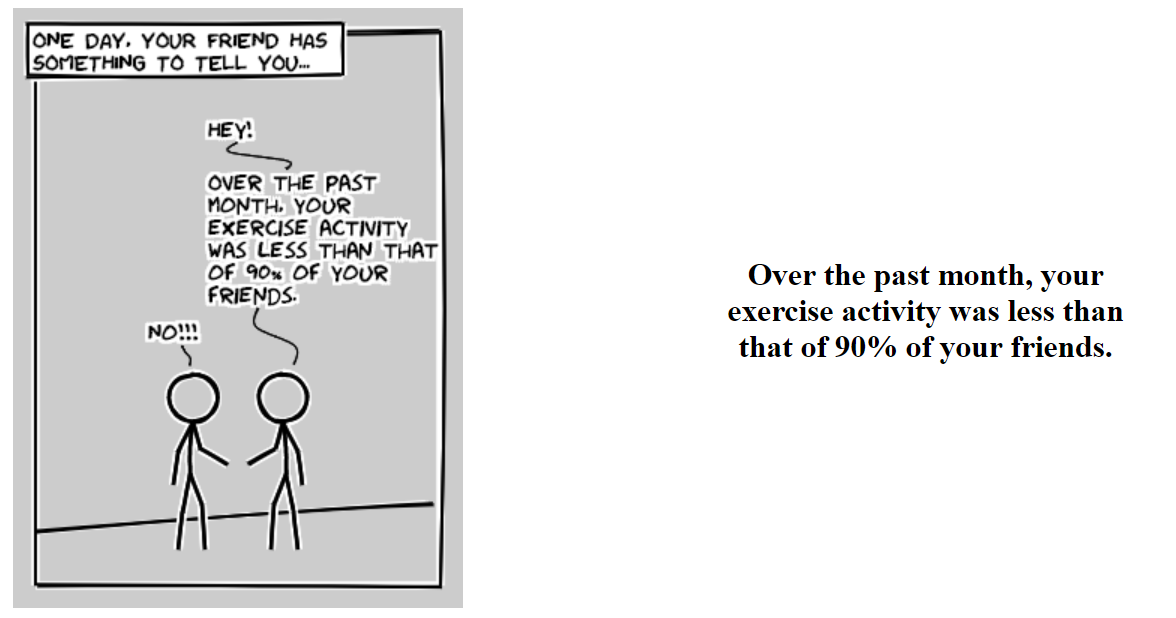 ONE DAY, YOUR FRIEND HAS
SOMETHING TO TELL YOU...
HEY!
OVER THE PAST
MONTH, YOUR
EXERCISE ACTIVITY
WAS LESS THAN THAT
OF 90% OF YOUR
FRIENDS.
NO!!!
Over the past month, your
exercise activity was less than
that of 90% of your friends.